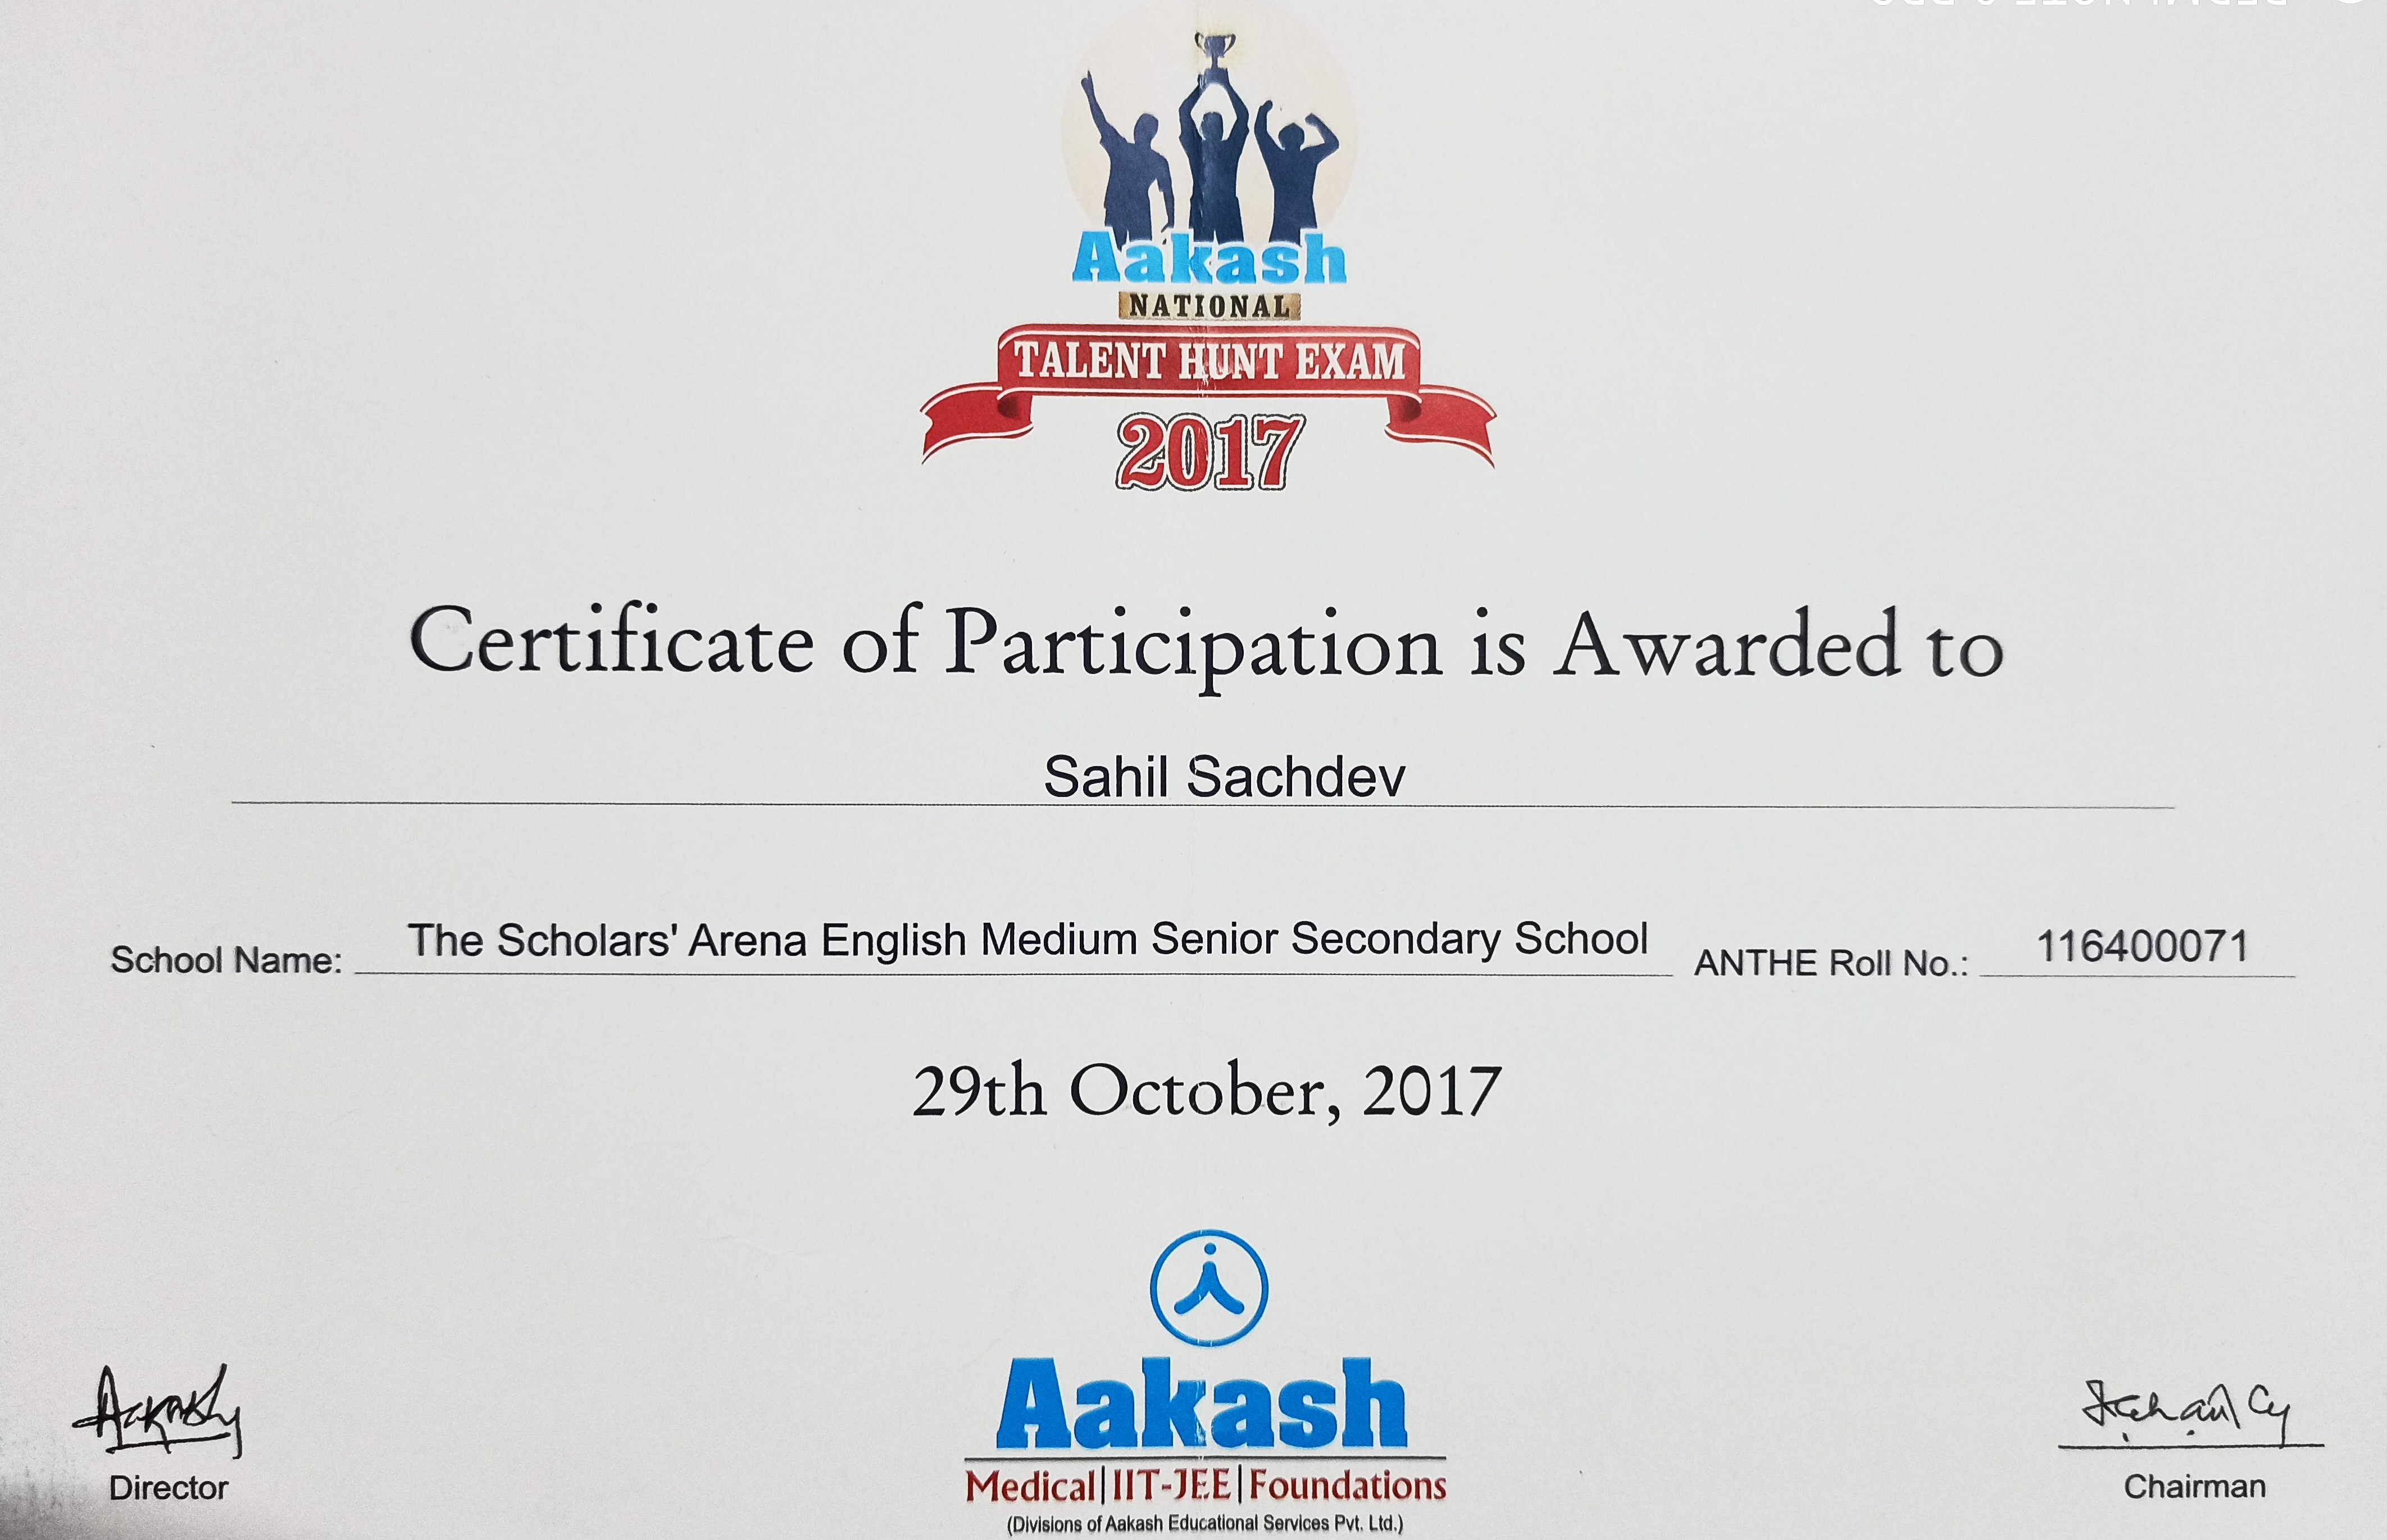 Aakash
NATIONAL
TALENT HUNT EXAM
2017
Certificate of Participation is Awarded to
Sahil Sachdev
School Name: The Scholars' Arena English Medium Senior Secondary School ANTHE Roll No.: 116400071
29th October, 2017
Aakash
Medical|IIT-JEE|Foundations
(Divisions of Aakash Educational Services Pvt. Ltd.)
Director
Chairman